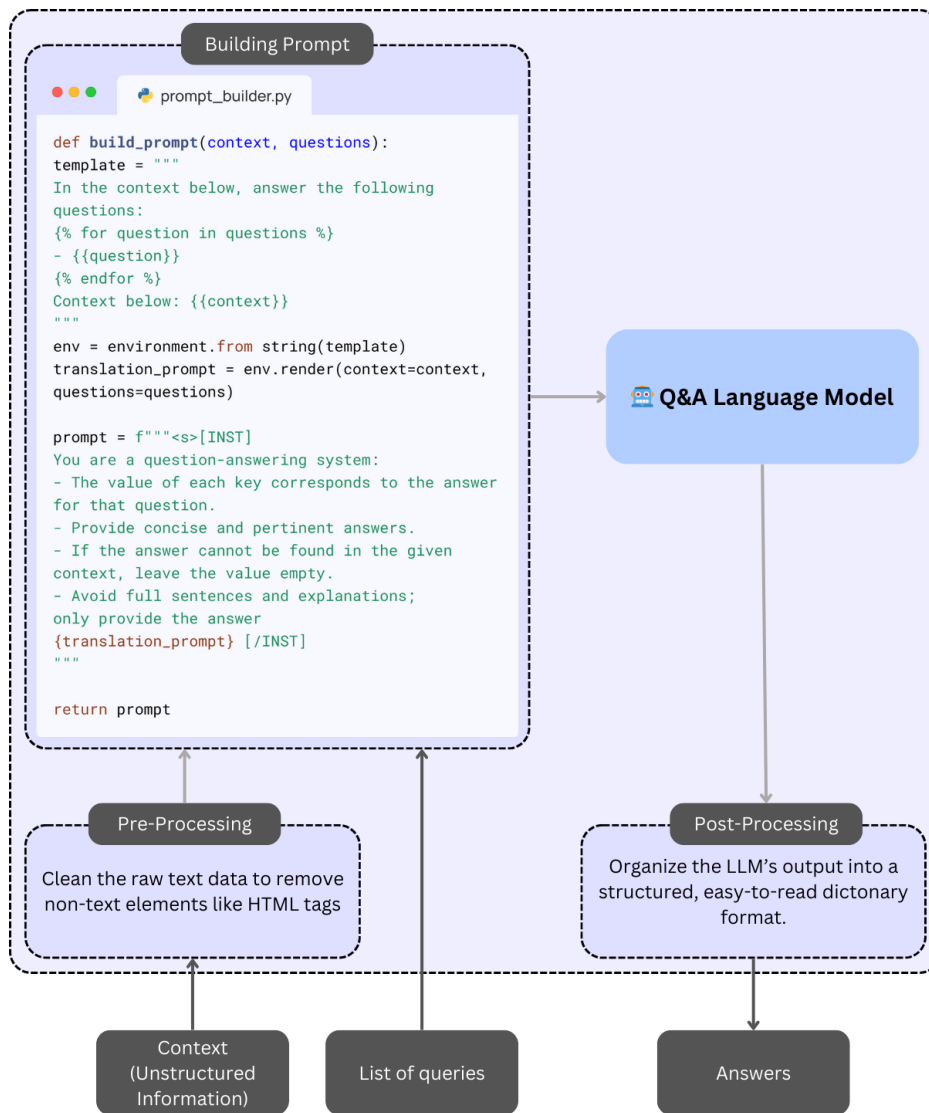 Building Prompt
prompt_builder.py
def build_prompt(context, questions):
template = """
In the context below, answer the following
questions:
{% for question in questions %}
- {{question}}
{% endfor %}
Context below: {{context}}
"""
env = environment.from string(template)
translation_prompt = env.render(context=context,
questions=questions)
prompt = f"""<s>[INST]
You are a question-answering system:
- The value of each key corresponds to the answer
for that question.
- Provide concise and pertinent answers.
- If the answer cannot be found in the given
context, leave the value empty.
- Avoid full sentences and explanations;
only provide the answer
{translation_prompt} [/INST]
"""
return prompt
Q&A Language Model
Pre-Processing
Clean the raw text data to remove
non-text elements like HTML tags
Post-Processing
Organize the LLM’s output into a
structured, easy-to-read dictonary
format.
Context
(Unstructured
Information)
List of queries
Answers